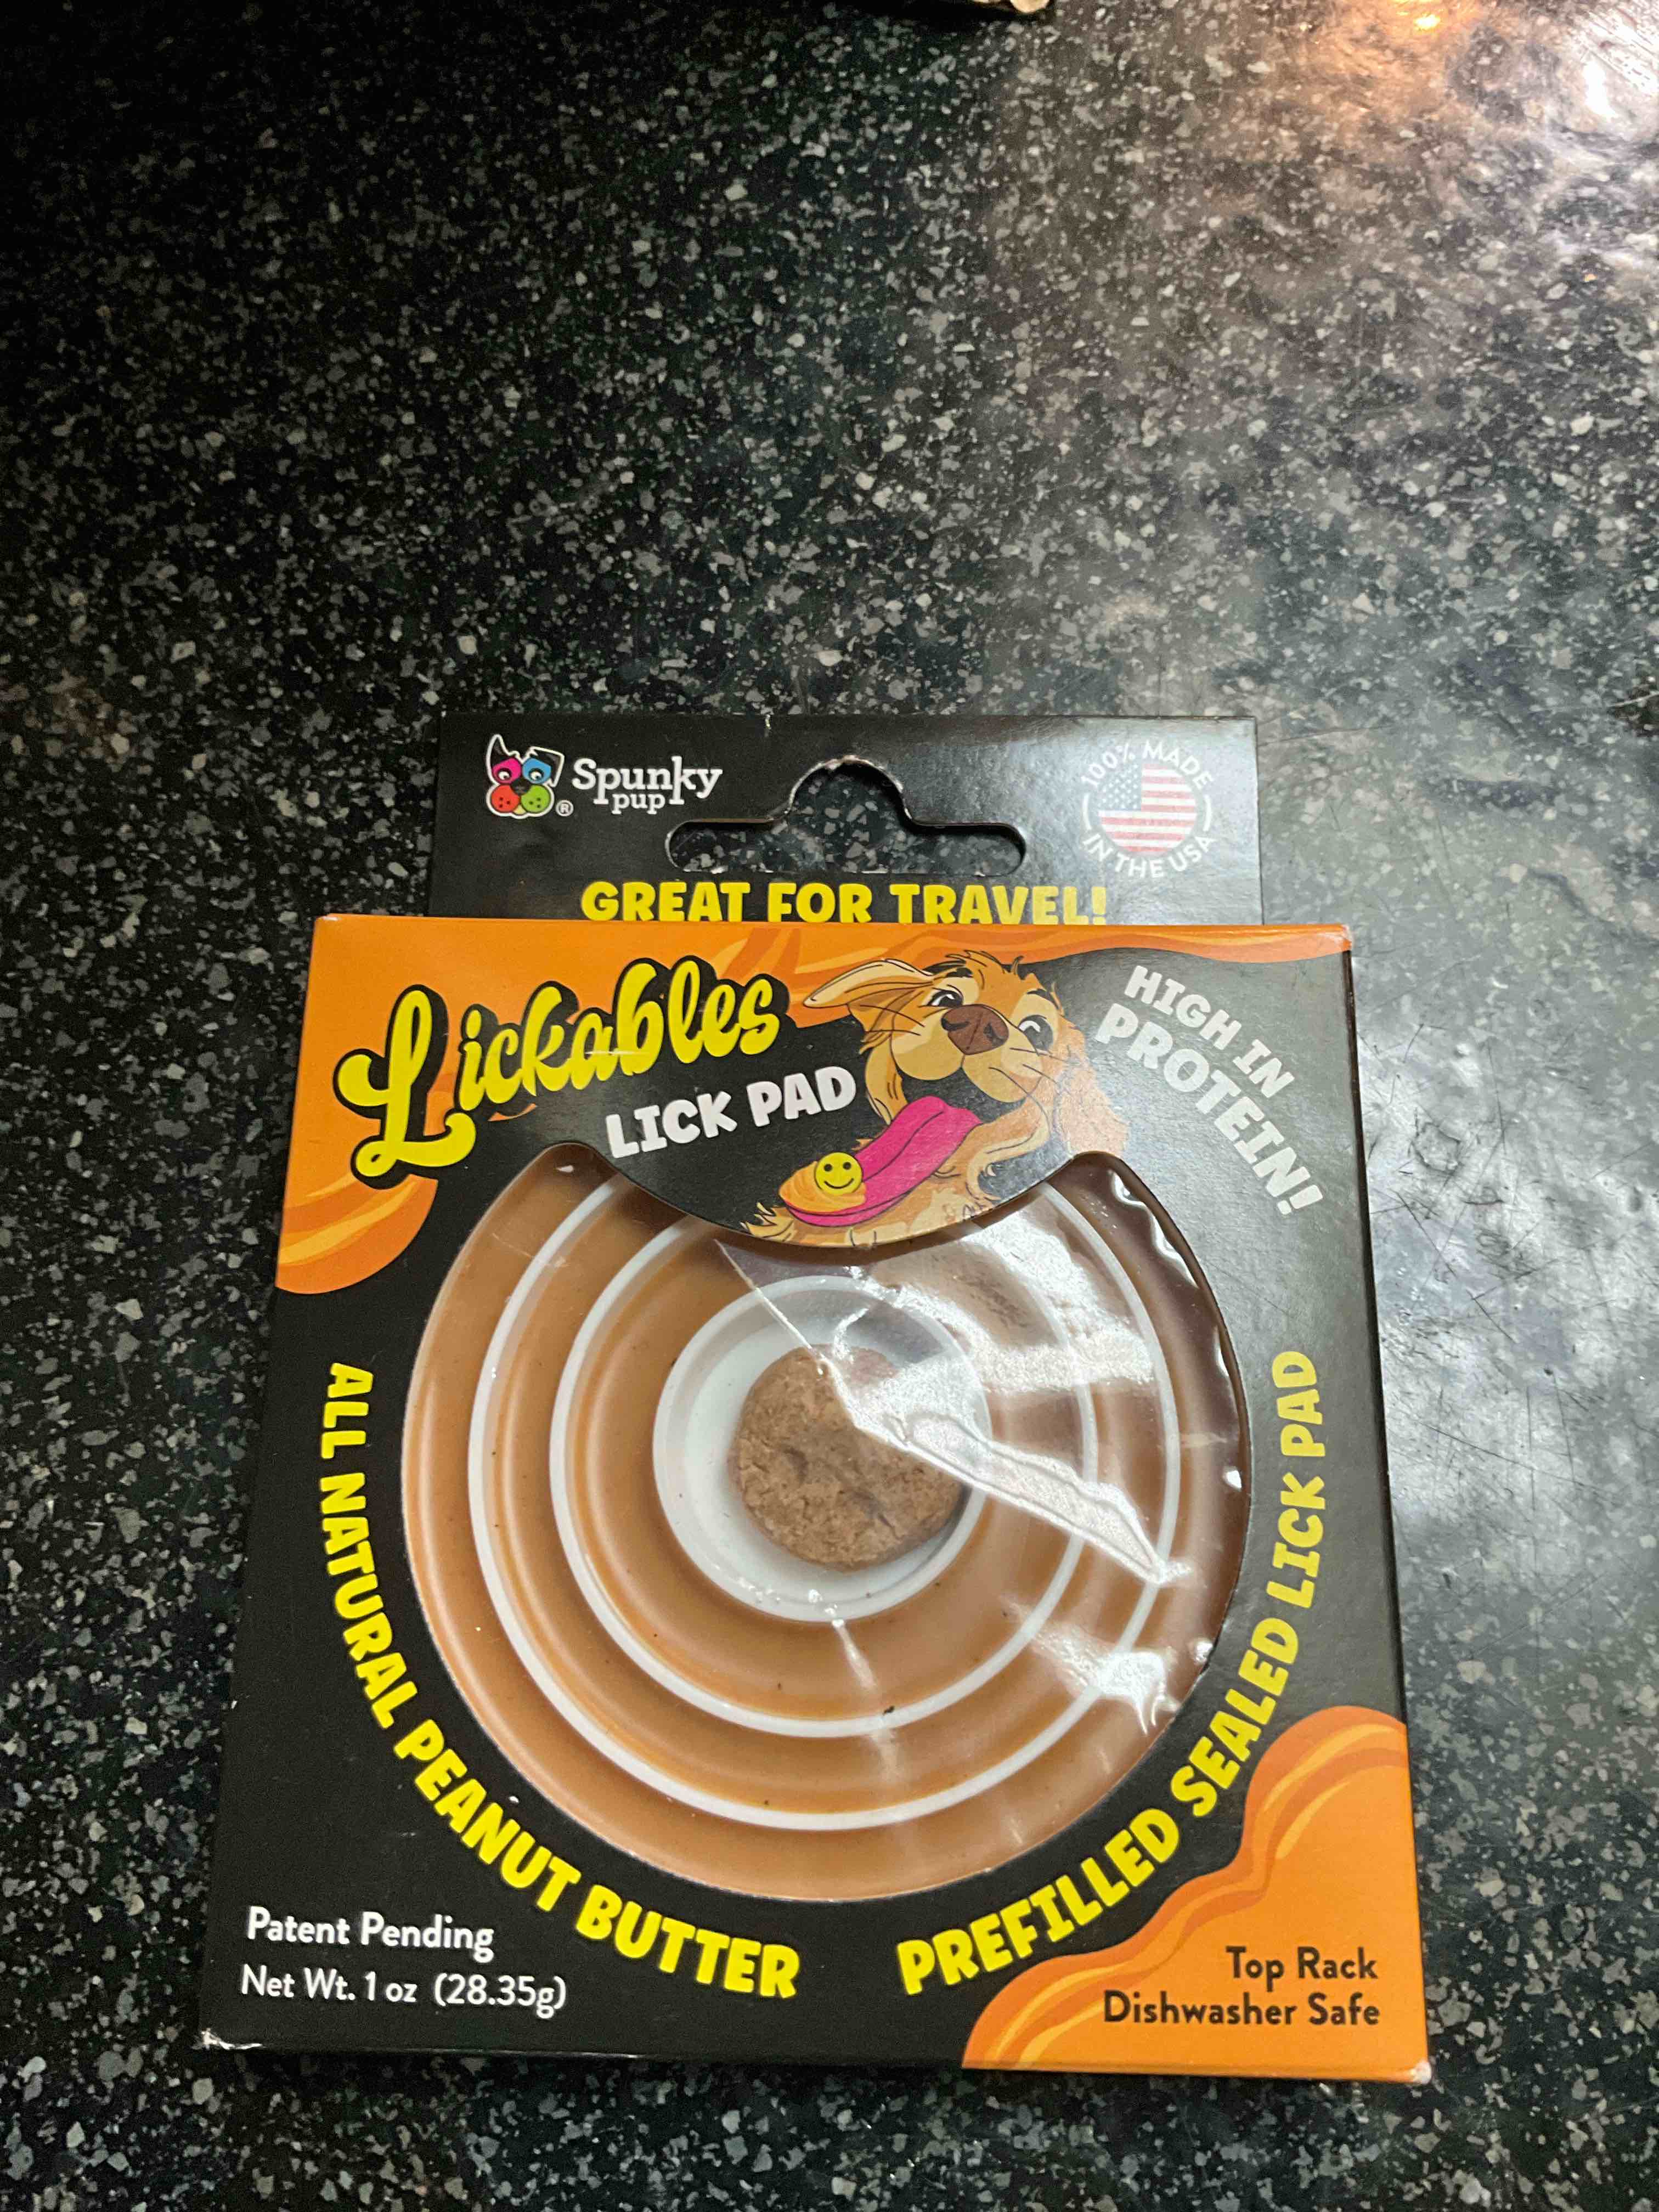 Spunky
pup
®
100% MADE
IN THE USA
GREAT FOR TRAVEL!
Lickables
LICK PAD
HIGH IN
PROTEIN!
ALL NATURAL PEANUT BUTTER
PREFILLED SEALED LICK PAD
Patent Pending
Net Wt. 1 oz (28.35g)
Top Rack
Dishwasher Safe